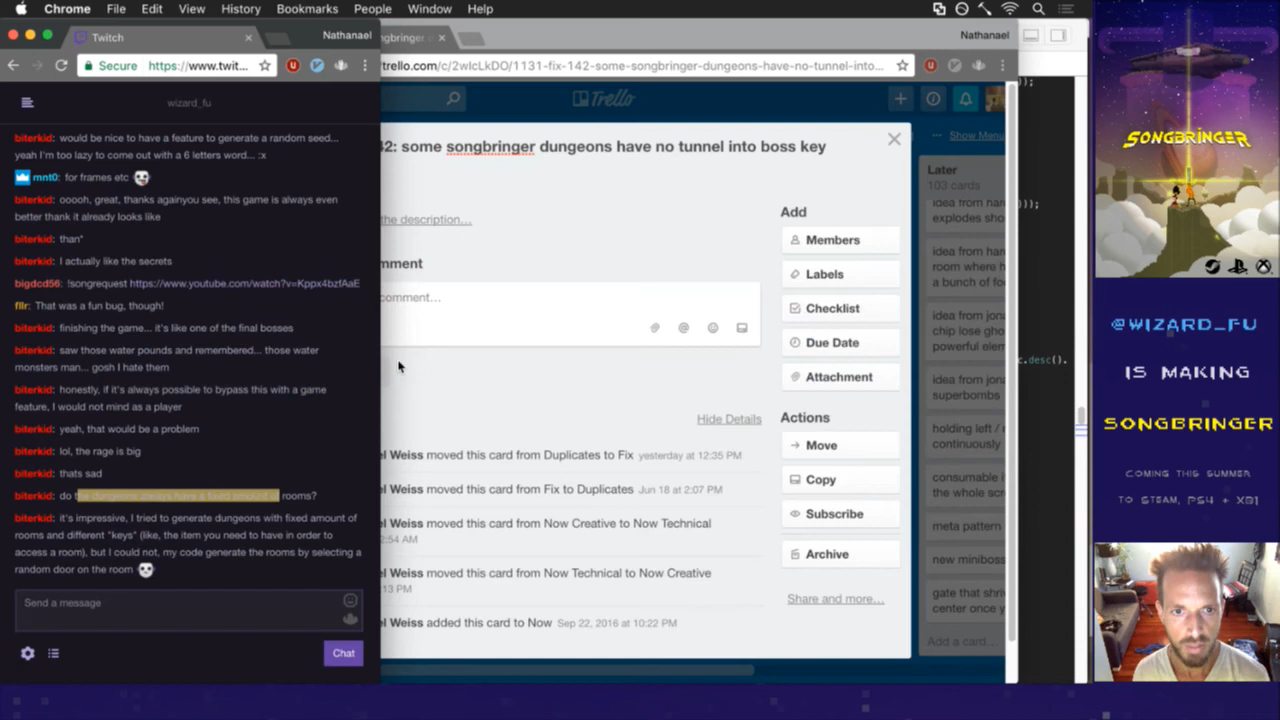 Chrome File Edit View History Bookmarks People Window Help
Twitch
Nathanael
Nathanael
Secure https://www.twit...
trello.com/c/2wIcLkDO/1131-fix-142-some-songbringer-dungeons-have-no-tunnel-into...
wizard_fu
biterkid: would be nice to have a feature to generate a random seed...
yeah I'm too lazy to come out with a 6 letters word... :x
mnt0: for frames etc
biterkid: ooooh, great, thanks againyou see, this game is always even
better thank it already looks like
biterkid: than*
biterkid: I actually like the secrets
bigdcd56: !songrequest https://www.youtube.com/watch?v=Kppx4bzfAaE
fllr: That was a fun bug, though!
biterkid: finishing the game... it's like one of the final bosses
biterkid: saw those water pounds and remembered... those water
monsters man... gosh I hate them
biterkid: honestly, if it's always possible to bypass this with a game
feature, I would not mind as a player
biterkid: yeah, that would be a problem
biterkid: lol, the rage is big
biterkid: thats sad
biterkid: do the dungeons always have a fixed amount of rooms?
biterkid: it's impressive, I tried to generate dungeons with fixed amount of
rooms and different "keys" (like, the item you need to have in order to
access a room), but I could not, my code generate the rooms by selecting a
random door on the room
Send a message
Chat
Trello
42: some songbringer dungeons have no tunnel into boss key
the description...
mment
comment...
Hide Details
el Weiss moved this card from Duplicates to Fix yesterday at 12:35 PM
el Weiss moved this card from Fix to Duplicates Jun 18 at 2:07 PM
el Weiss moved this card from Now Creative to Now Technical
2:54 AM
el Weiss moved this card from Now Technical to Now Creative
:13 PM
el Weiss added this card to Now Sep 22, 2016 at 10:22 PM
Add
Members
Labels
Checklist
Due Date
Attachment
Actions
Move
Copy
Subscribe
Archive
Share and more...
Show Menu
Later
103 cards
idea from har
explodes sho
idea from har
room where h
a bunch of fo
idea from jona
chip lose gho
powerful elem
idea from jona
superbombs
holding left / r
continuously
consumable i
the whole scr
meta pattern
new miniboss
gate that shriv
center once y
Add a card...
);
));
c.desc().
SONGBRINGER
@WIZARD_FU
IS MAKING
SONGBRINGER
COMING THIS SUMMER
TO STEAM, PS4 + XB1